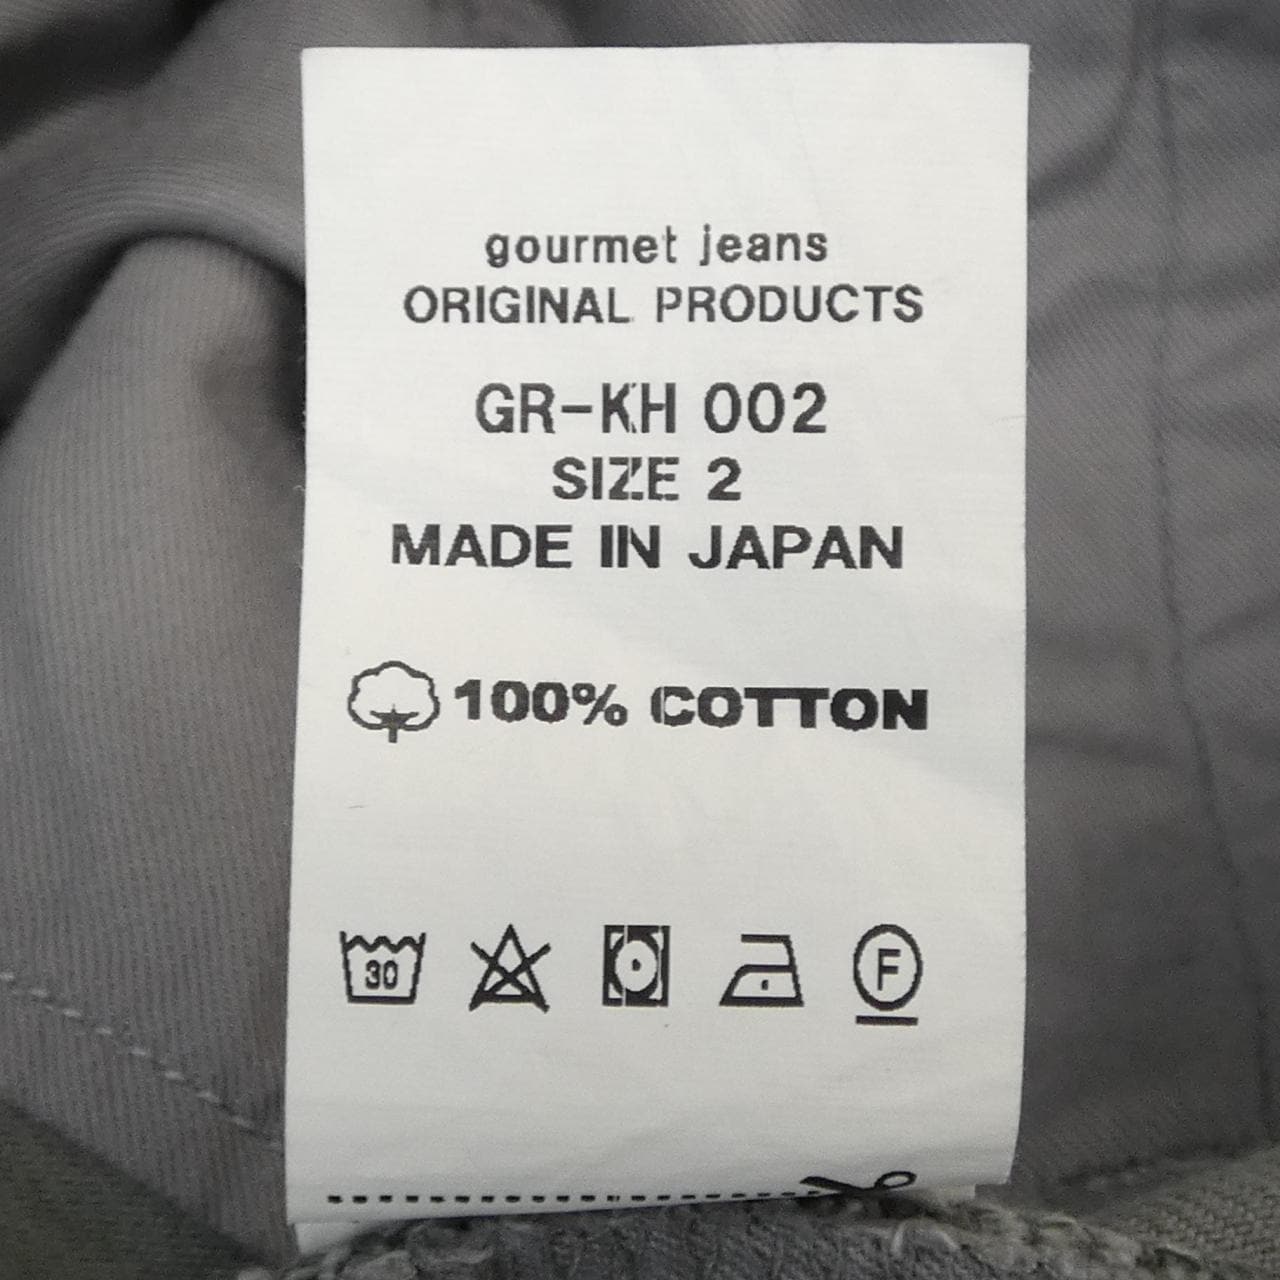 gourmet jeans
ORIGINAL PRODUCTS
GR-KH 002
SIZE 2
MADE IN JAPAN
100% COTTON
30
F